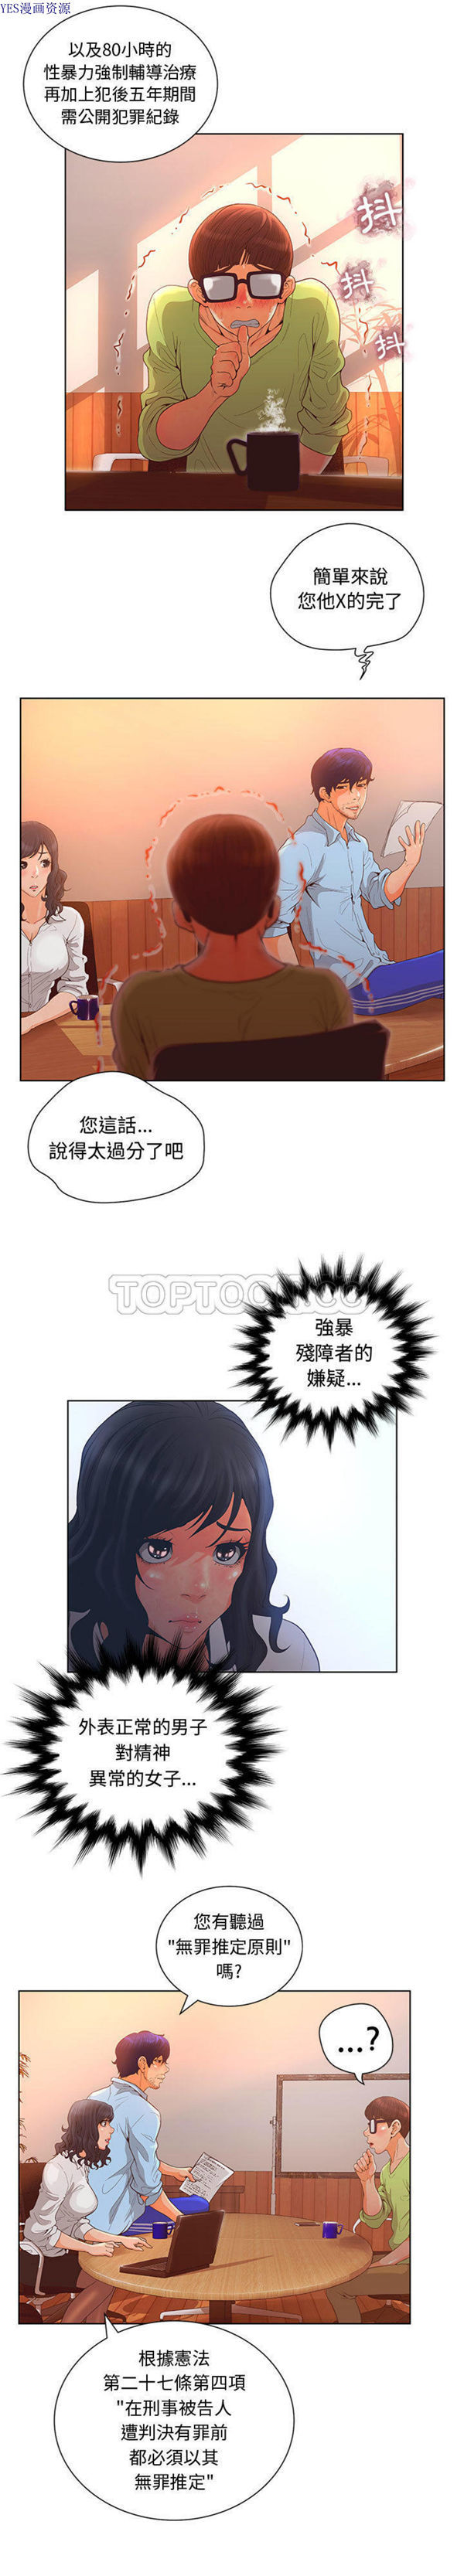 YES漫画资源
以及80小時的
性暴力強制輔導治療
再加上犯後五年期間
需公開犯罪紀錄
抖
抖
抖
簡單來說
您他X的完了
您這話...
說得太過分了吧
TOPTOON.CO
強暴
殘障者的
嫌疑...
外表正常的男子
對精神
異常的女子...
您有聽過
"無罪推定原則"
嗎?
...?
根據憲法
第二十七條第四項
"在刑事被告人
遭判決有罪前
都必須以其
無罪推定"